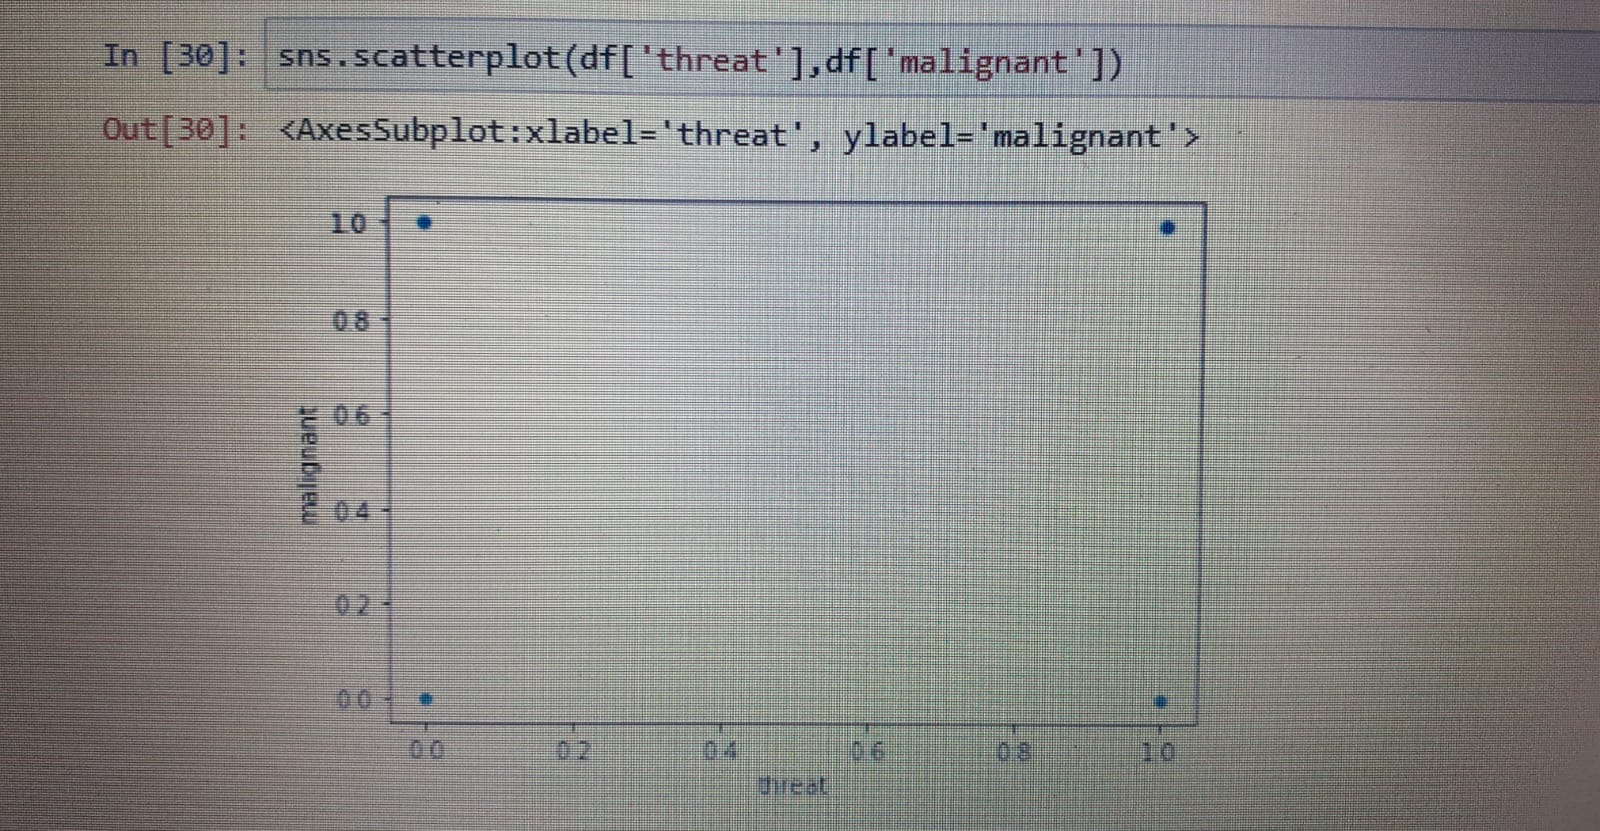 In [30]: sns.scatterplot(df['threat'],df['malignant'])
Out[30]: <AxesSubplot:xlabel='threat', ylabel='malignant'>
1.0
0.8
0.6
0.4
0.2
0.0
malignant
0.0 0.2 0.4 0.6 0.8 1.0
threat